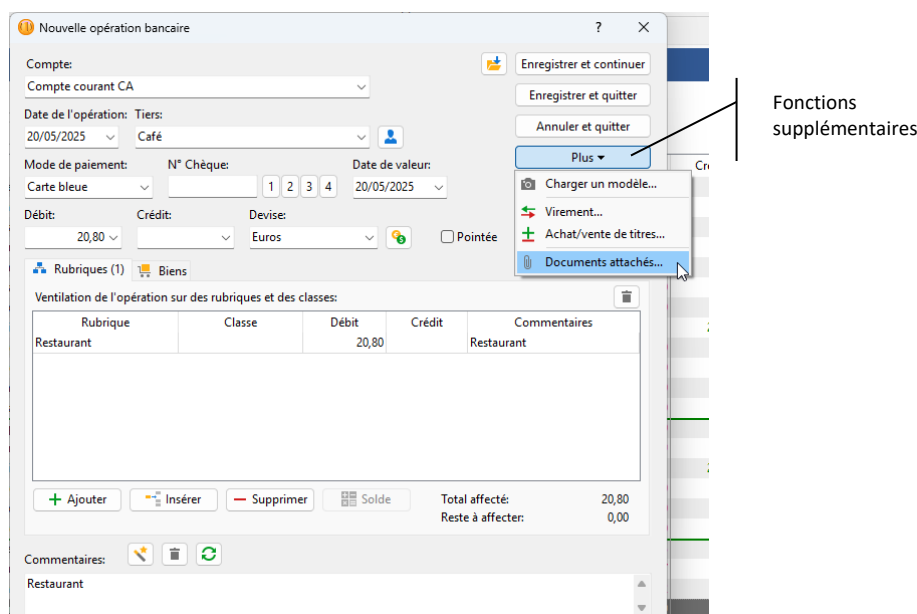 Nouvelle opération bancaire
Compte:
Enregistrer et continuer
Compte courant CA
Enregistrer et quitter
Date de l'opération: Tiers:
Annuler et quitter
20/05/2025 Café
Plus
Mode de paiement: N° Chèque: Date de valeur:
Carte bleue 1 2 3 4 20/05/2025
Charger un modèle...
Virement...
Achat/vente de titres...
Documents attachés...
Débit: Crédit: Devise:
20,80 Euros Pointée
Rubriques (1) Biens
Ventilation de l'opération sur des rubriques et des classes:
Rubrique Classe Débit Crédit Commentaires
Restaurant 20,80 Restaurant
Ajouter Insérer Supprimer Solde Total affecté: 20,80
Reste à affecter: 0,00
Commentaires:
Restaurant
Fonctions
supplémentaires